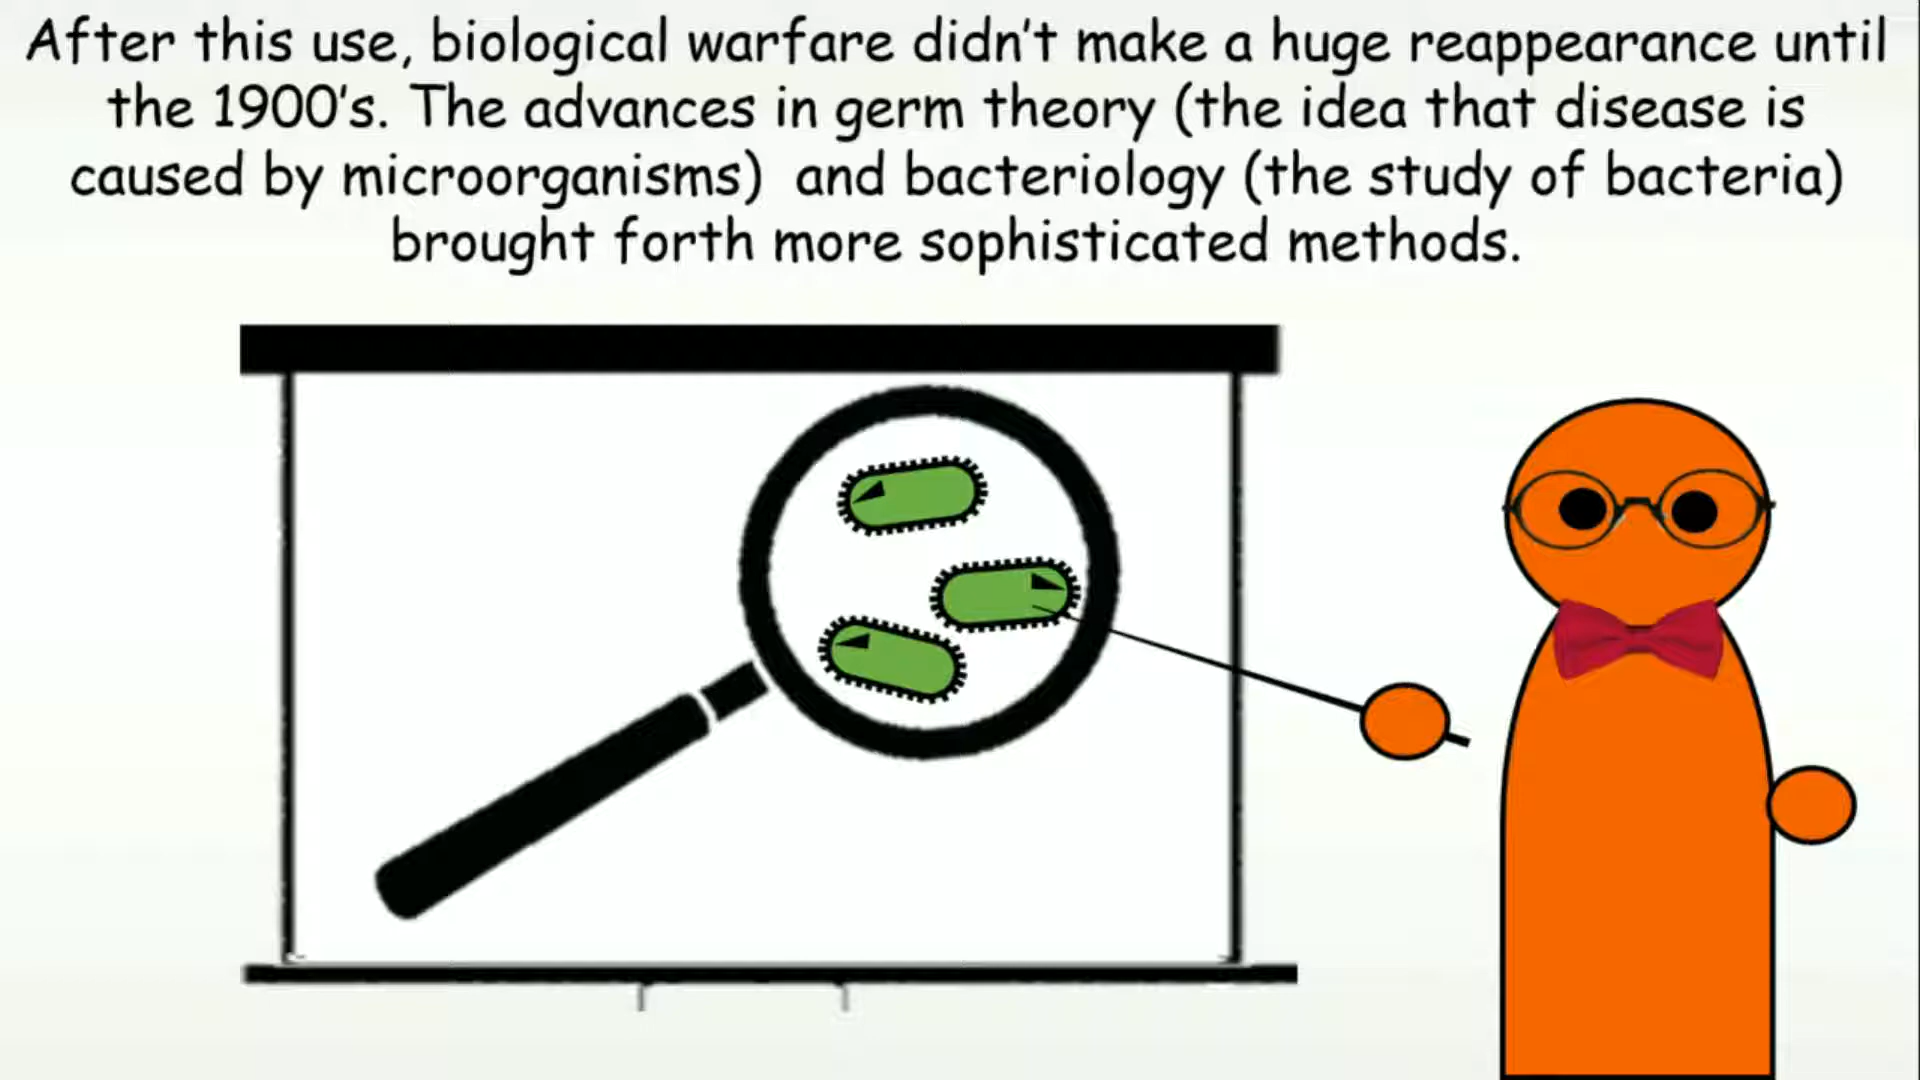 After this use, biological warfare didn't make a huge reappearance until
the 1900's. The advances in germ theory (the idea that disease is
caused by microorganisms) and bacteriology (the study of bacteria)
brought forth more sophisticated methods.